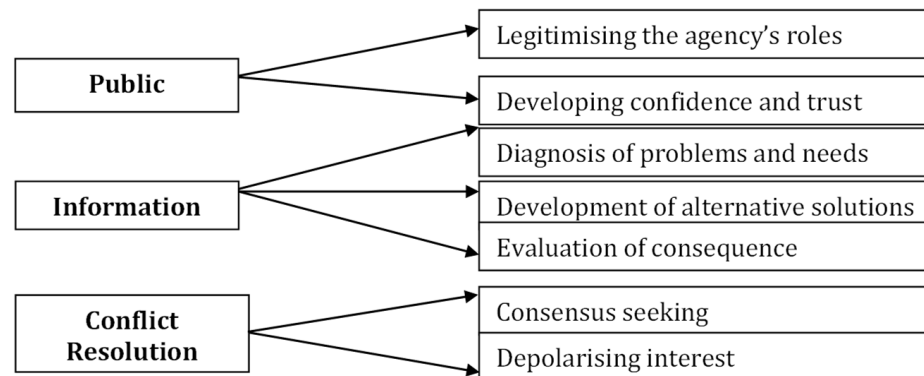 Legitimising the agency's roles
Public
Developing confidence and trust
Diagnosis of problems and needs
Information
Development of alternative solutions
Evaluation of consequence
Conflict
Resolution
Consensus seeking
Depolarising interest